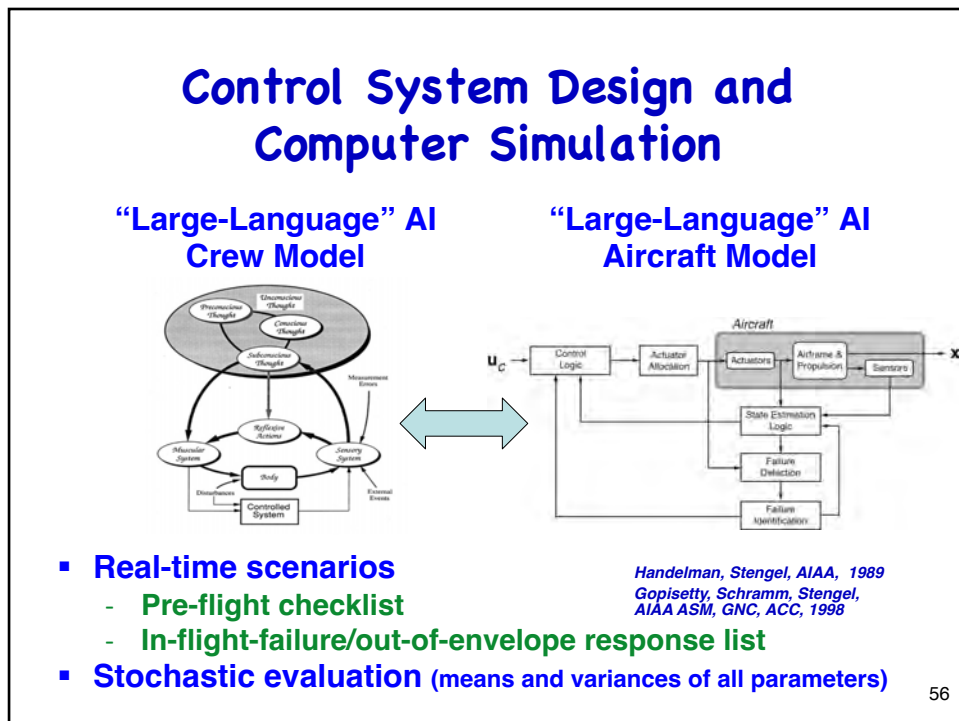 Control System Design and
Computer Simulation
“Large-Language” AI
Crew Model
“Large-Language” AI
Aircraft Model
Unconscious
Thought
Preconscious
Thought
Conscious
Thought
Subconscious
Thought
Measurement
Errors
Reflexive
Actions
Muscular
System
Sensory
System
Body
Disturbances
External
Events
Controlled
System
Aircraft
u_C
Control
Logic
Actuator
Allocation
Actuators
Airframe &
Propulsion
Sensors
x
State Estimation
Logic
Failure
Detection
Failure
Identification
▪ Real-time scenarios
- Pre-flight checklist
- In-flight-failure/out-of-envelope response list
▪ Stochastic evaluation (means and variances of all parameters)
Handelman, Stengel, AIAA, 1989
Gopisetty, Schramm, Stengel,
AIAA ASM, GNC, ACC, 1998
56